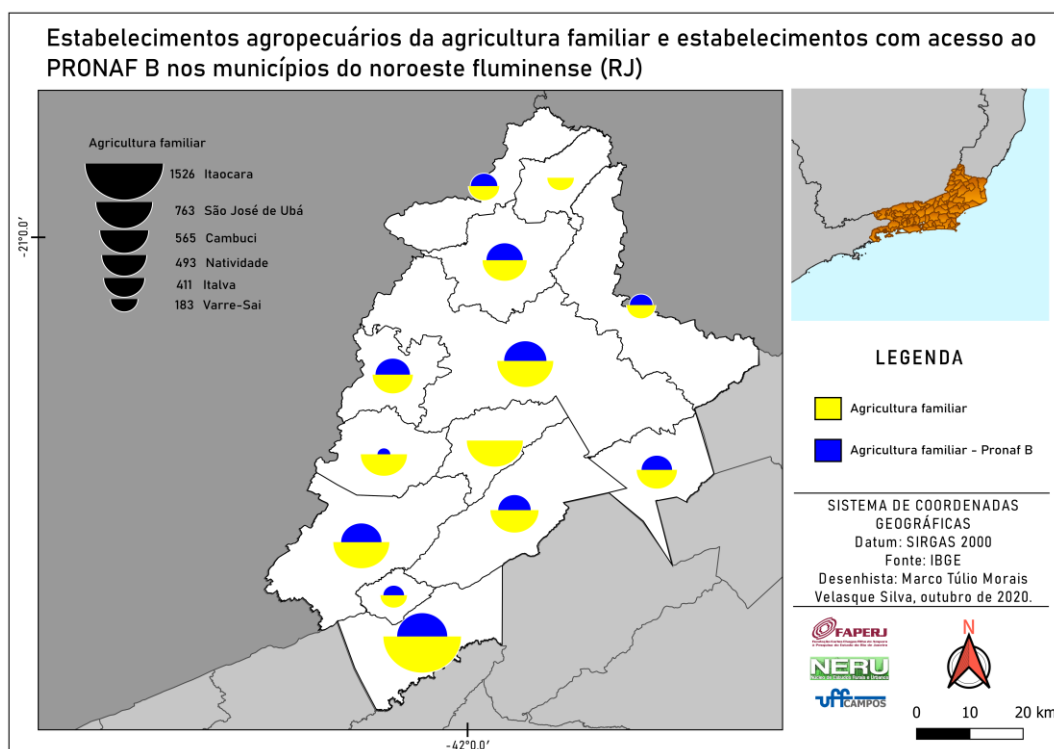 Estabelecimentos agropecuários da agricultura familiar e estabelecimentos com acesso ao
PRONAF B nos municípios do noroeste fluminense (RJ)
Agricultura familiar
1526 Itaocara
763 São José de Ubá
565 Cambuci
493 Natividade
411 Italva
183 Varre-Sai
-21°0.0'
-42°0.0'
LEGENDA
Agricultura familiar
Agricultura familiar - Pronaf B
SISTEMA DE COORDENADAS
GEOGRÁFICAS
Datum: SIRGAS 2000
Fonte: IBGE
Desenhista: Marco Túlio Morais
Velasque Silva, outubro de 2020.
FAPERJ
NERU
uff CAMPOS
N
0 10 20 km